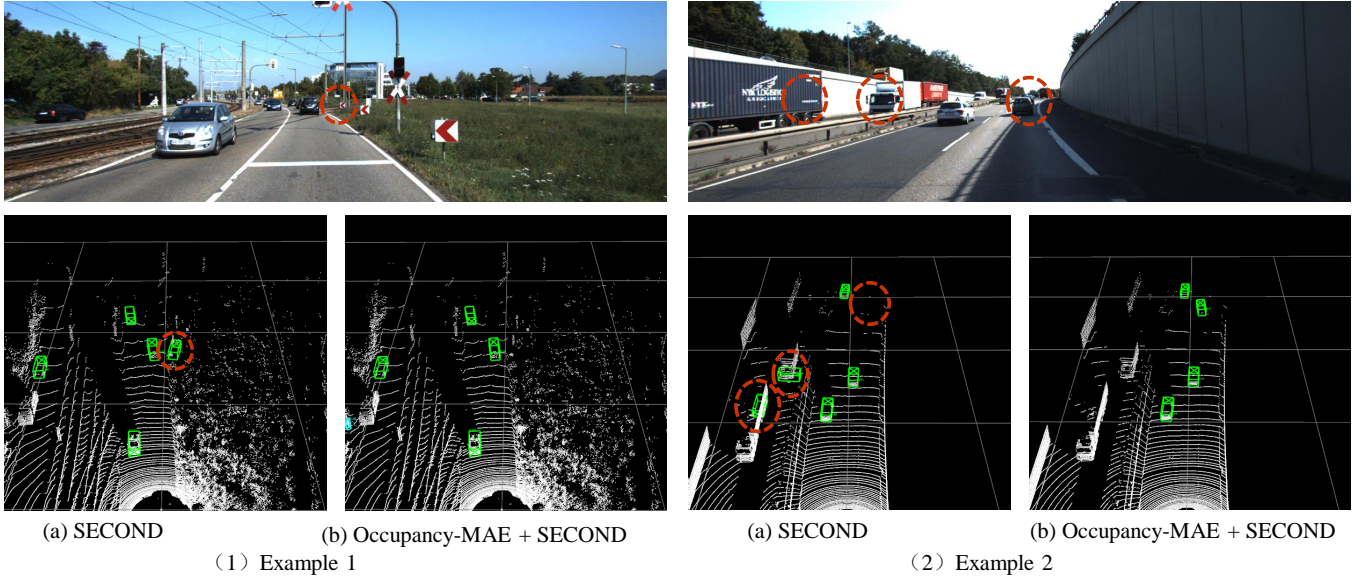 NYK LOGISTICS
(a) SECOND
(b) Occupancy-MAE + SECOND
(a) SECOND
(b) Occupancy-MAE + SECOND
（1）Example 1
（2）Example 2